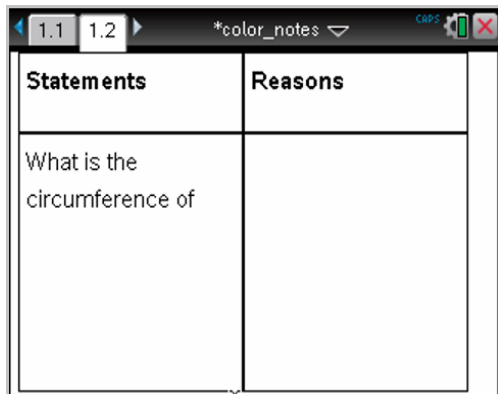 1.1 1.2 *color_notes CAPS
Statements Reasons
What is the
circumference of